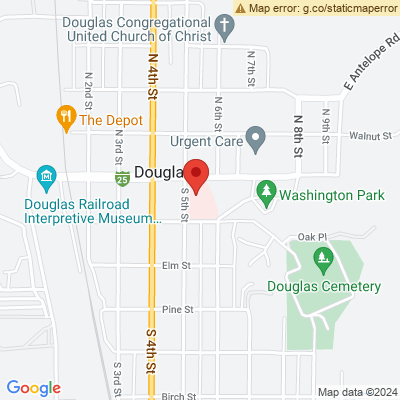 Map error: g.co/staticmaperror
Douglas Congregational
United Church of Christ
E Antelope Rd
N 7th St
N 4th St
N 2nd St
N 6th St
N 9th St
N 8th St
The Depot
Walnut St
N 3rd St
Urgent Care
Dougla
25
Douglas Railroad
Interpretive Museum...
S 5th St
Washington Park
Oak Pl
Elm St
Douglas Cemetery
Pine St
S 4th St
S 3rd St
Birch St
Google
Map data ©2024